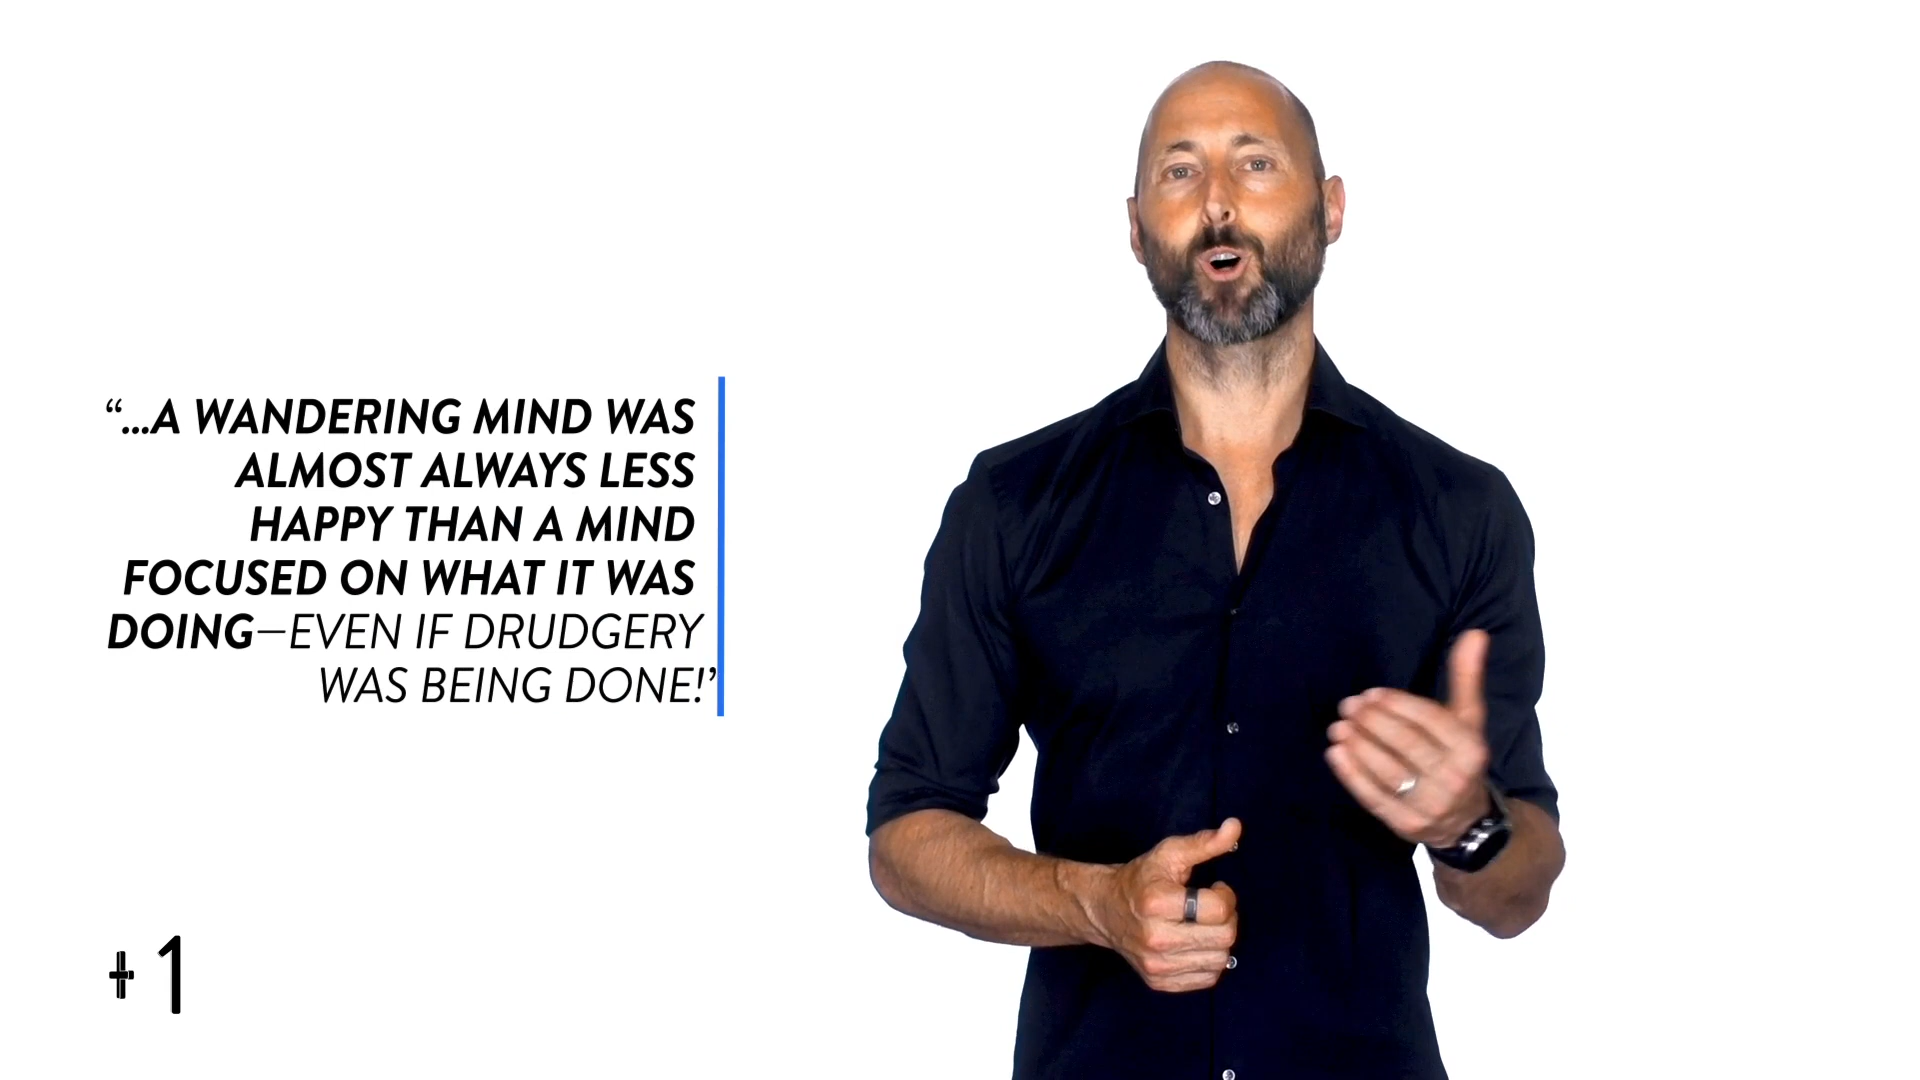 “...A WANDERING MIND WAS
ALMOST ALWAYS LESS
HAPPY THAN A MIND
FOCUSED ON WHAT IT WAS
DOING—EVEN IF DRUDGERY
WAS BEING DONE!”
+1